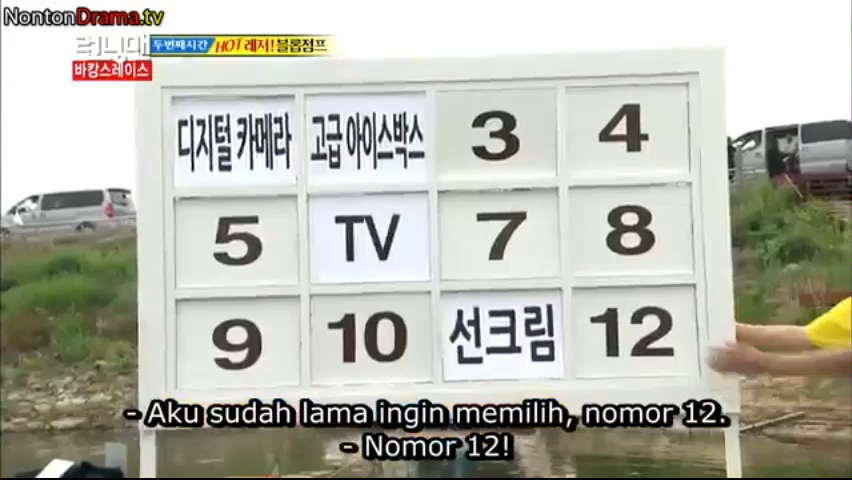 NontonDrama.tv
런닝맨 두번째시간 HOT 레저! 블롭점프
바캉스레이스
디지털 카메라 고급 아이스박스 3 4
5 TV 7 8
9 10 선크림 12
- Aku sudah lama ingin memilih, nomor 12.
- Nomor 12!